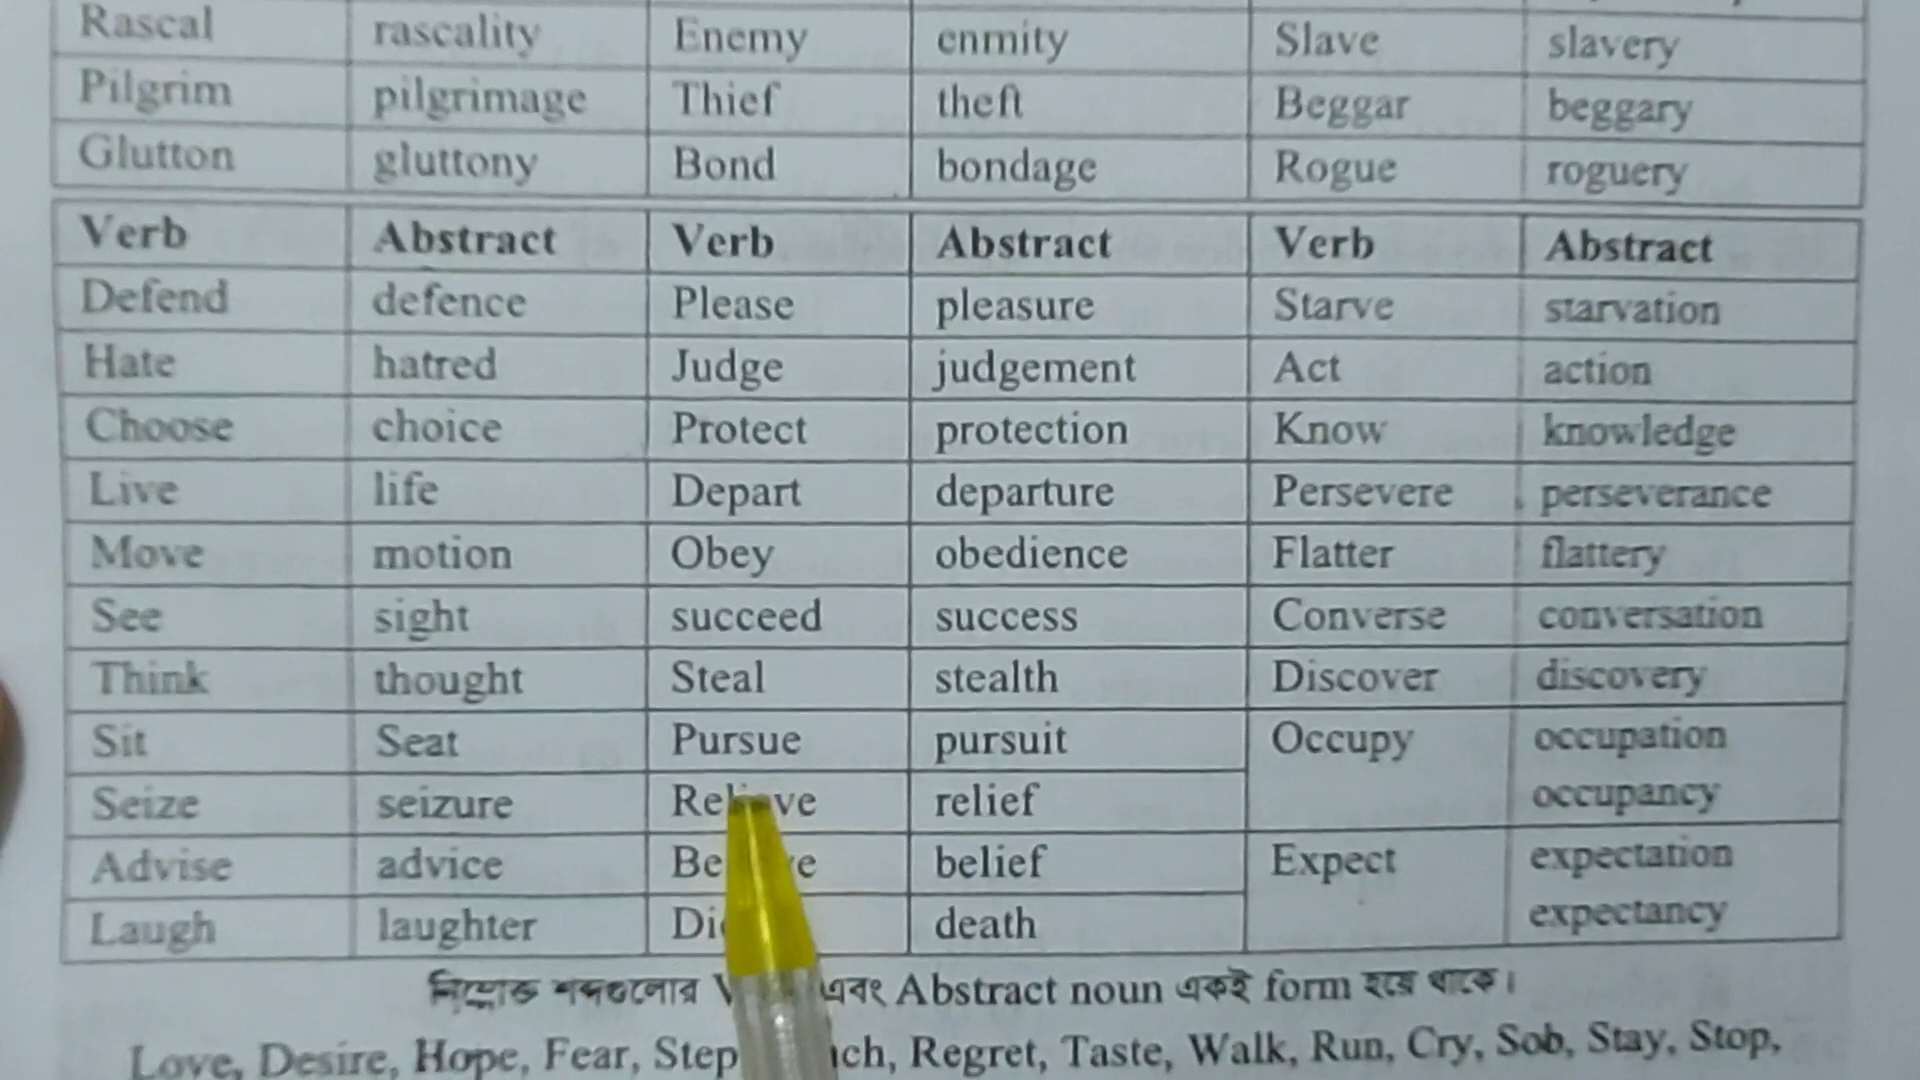 Rascal rascality Enemy enmity Slave slavery
Pilgrim pilgrimage Thief theft Beggar beggary
Glutton gluttony Bond bondage Rogue roguery
Verb Abstract Verb Abstract Verb Abstract
Defend defence Please pleasure Starve starvation
Hate hatred Judge judgement Act action
Choose choice Protect protection Know knowledge
Live life Depart departure Persevere perseverance
Move motion Obey obedience Flatter flattery
See sight succeed success Converse conversation
Think thought Steal stealth Discover discovery
Sit Seat Pursue pursuit Occupy occupation
Seize seizure relief occupancy
Advise advice belief Expect expectation
Laugh laughter death expectancy
নিম্নোক্ত শব্দগুলোর এবং Abstract noun একই form হয়ে থাকে।
Love, Desire, Hope, Fear, Step Regret, Taste, Walk, Run, Cry, Sob, Stay, Stop,